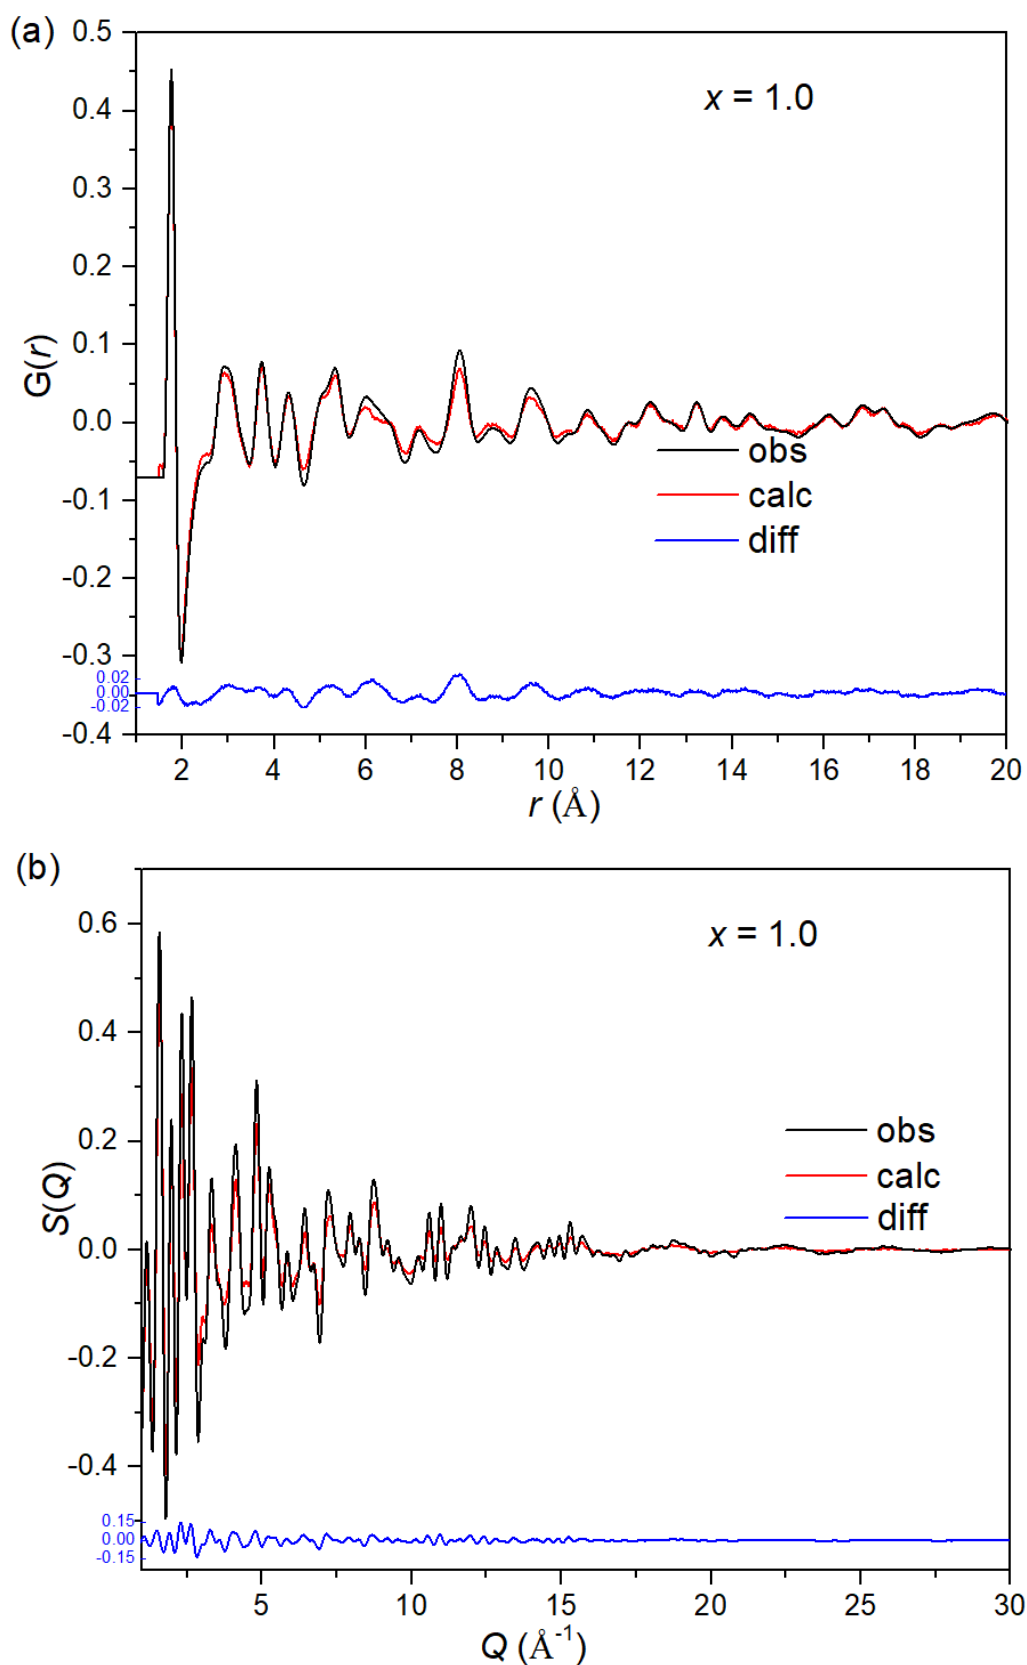 (a)
x = 1.0
G(r)
0.5
0.4
0.3
0.2
0.1
0.0
-0.1
-0.2
-0.3
-0.4
obs
calc
diff
0.02
0.00
-0.02
2 4 6 8 10 12 14 16 18 20
r (Å)
(b)
x = 1.0
S(Q)
0.6
0.4
0.2
0.0
-0.2
-0.4
obs
calc
diff
0.15
0.00
-0.15
5 10 15 20 25 30
Q (Å⁻¹)